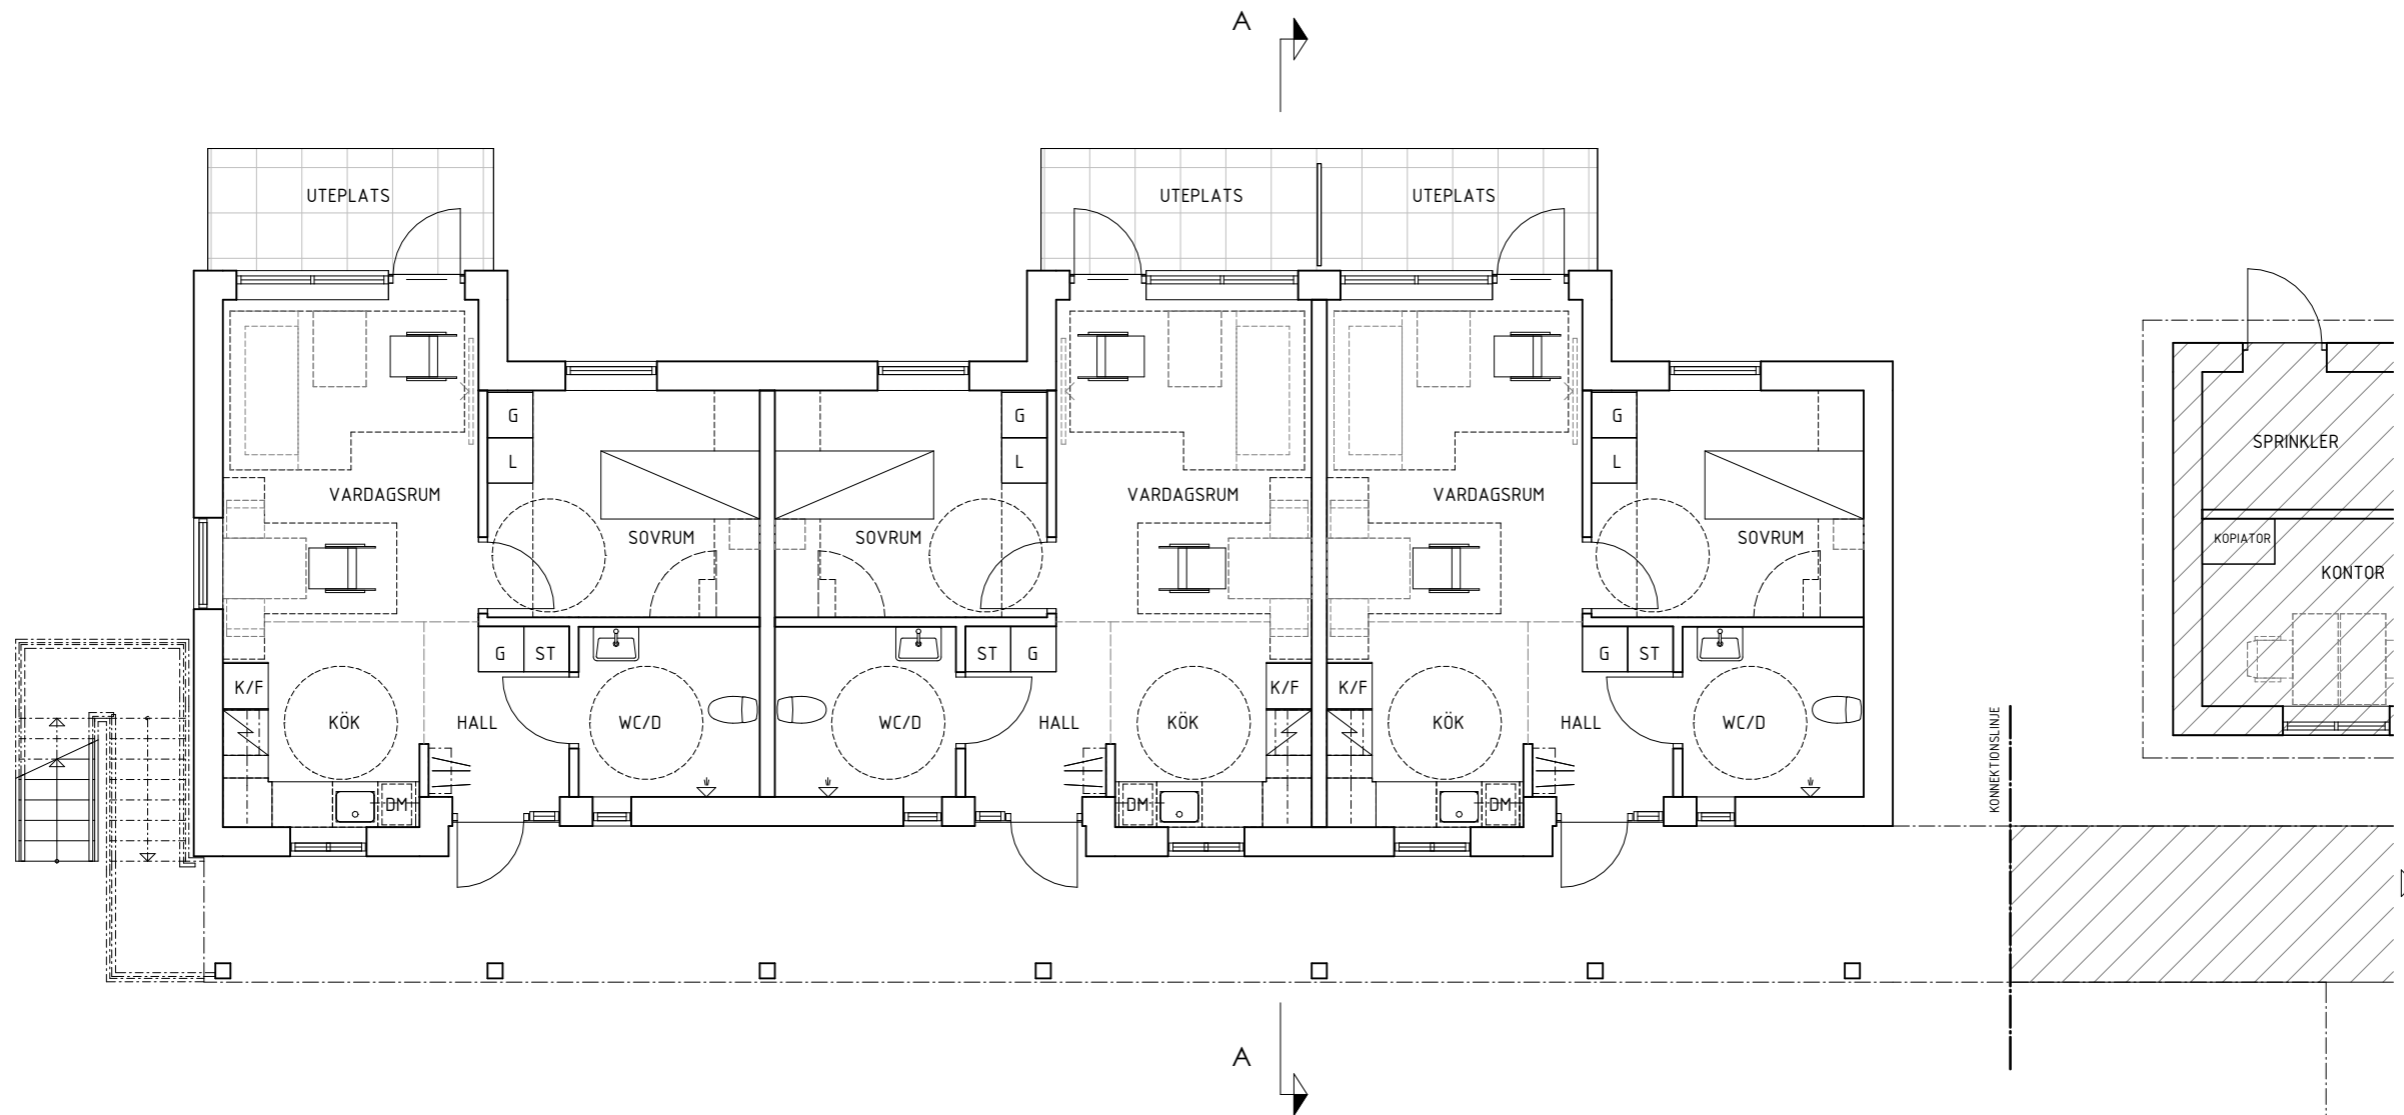 A
UTEPLATS
UTEPLATS
UTEPLATS
G
G
G
L
L
L
SPRINKLER
VARDAGSRUM
VARDAGSRUM
VARDAGSRUM
SOVRUM
SOVRUM
SOVRUM
KOPIATOR
KONTOR
G
ST
ST
G
G
ST
K/F
K/F
K/F
KÖK
HALL
WC/D
WC/D
HALL
KÖK
KÖK
HALL
WC/D
KONNEKTIONSLINJE
DM
DM
DM
A